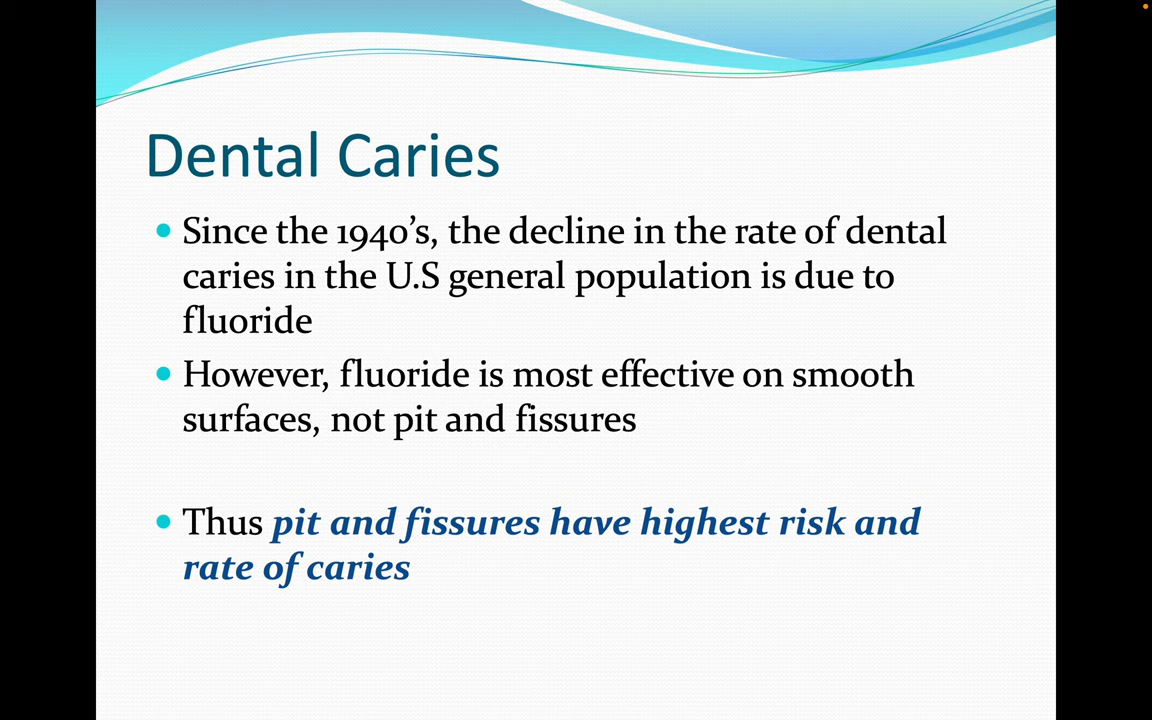 Dental Caries
Since the 1940’s, the decline in the rate of dental
caries in the U.S general population is due to
fluoride
However, fluoride is most effective on smooth
surfaces, not pit and fissures
Thus pit and fissures have highest risk and
rate of caries